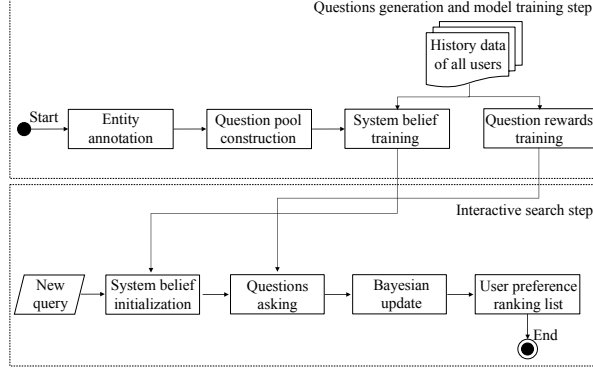 Questions generation and model training step
History data
of all users
Start
Entity
annotation
Question pool
construction
System belief
training
Question rewards
training
Interactive search step
New
query
System belief
initialization
Questions
asking
Bayesian
update
User preference
ranking list
End